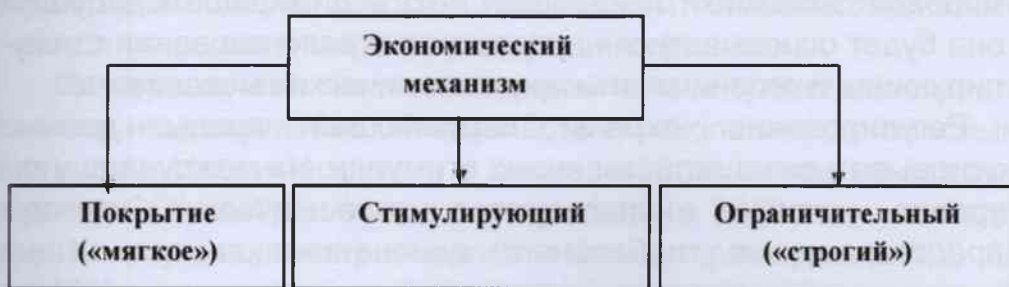 Экономический
механизм
Покрытие
(«мягкое»)
Стимулирующий
Ограничительный
(«строгий»)